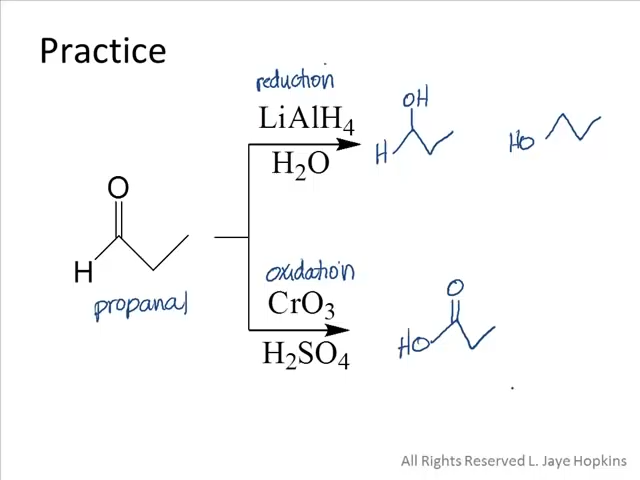 Practice
reduction
LiAlH4
H2O
OH
H
HO
O
H
propanal
oxidation
CrO3
H2SO4
O
HO
All Rights Reserved L. Jaye Hopkins